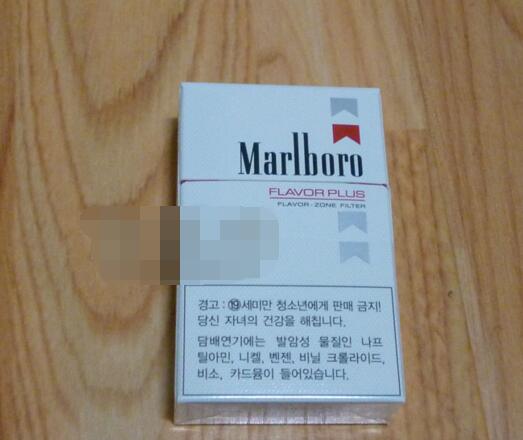 Marlboro
FLAVOR PLUS
FLAVOR-ZONE FILTER
경고 : ⑲세미만 청소년에게 판매 금지!
당신 자녀의 건강을 해칩니다.
담배연기에는 발암성 물질인 나프
틸아민, 니켈, 벤젠, 비닐 크롤라이드,
비소, 카드뮴이 들어있습니다.